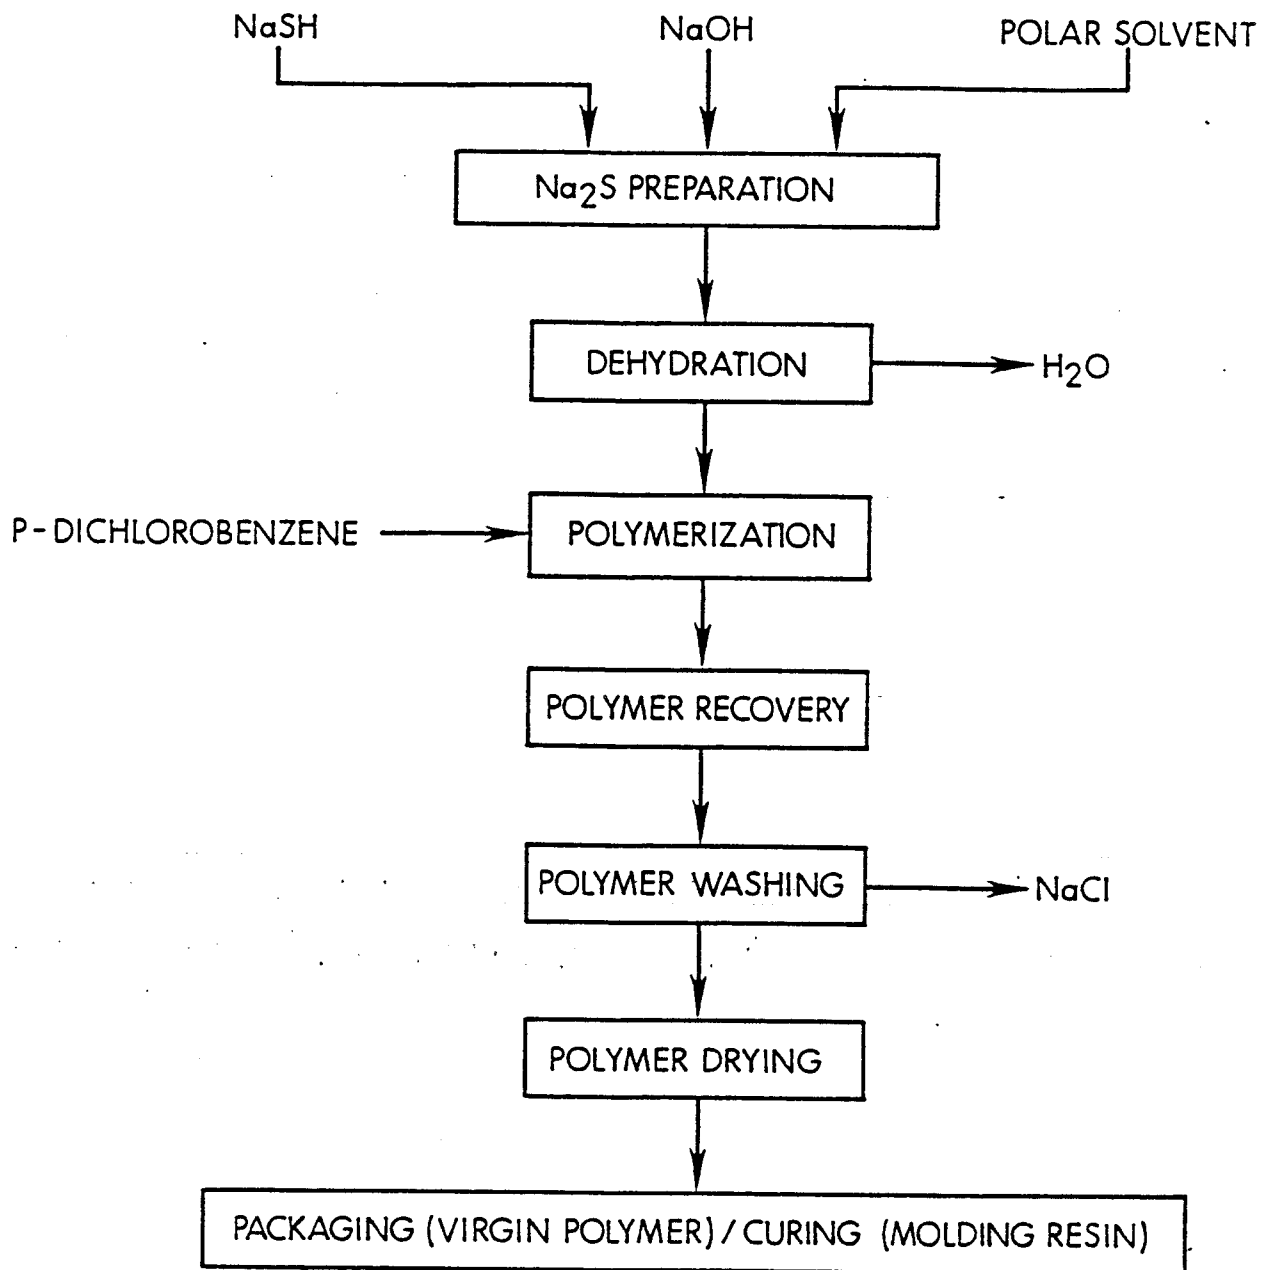 NaSH
NaOH
POLAR SOLVENT
Na2S PREPARATION
DEHYDRATION
H2O
P-DICHLOROBENZENE
POLYMERIZATION
POLYMER RECOVERY
POLYMER WASHING
NaCl
POLYMER DRYING
PACKAGING (VIRGIN POLYMER) / CURING (MOLDING RESIN)